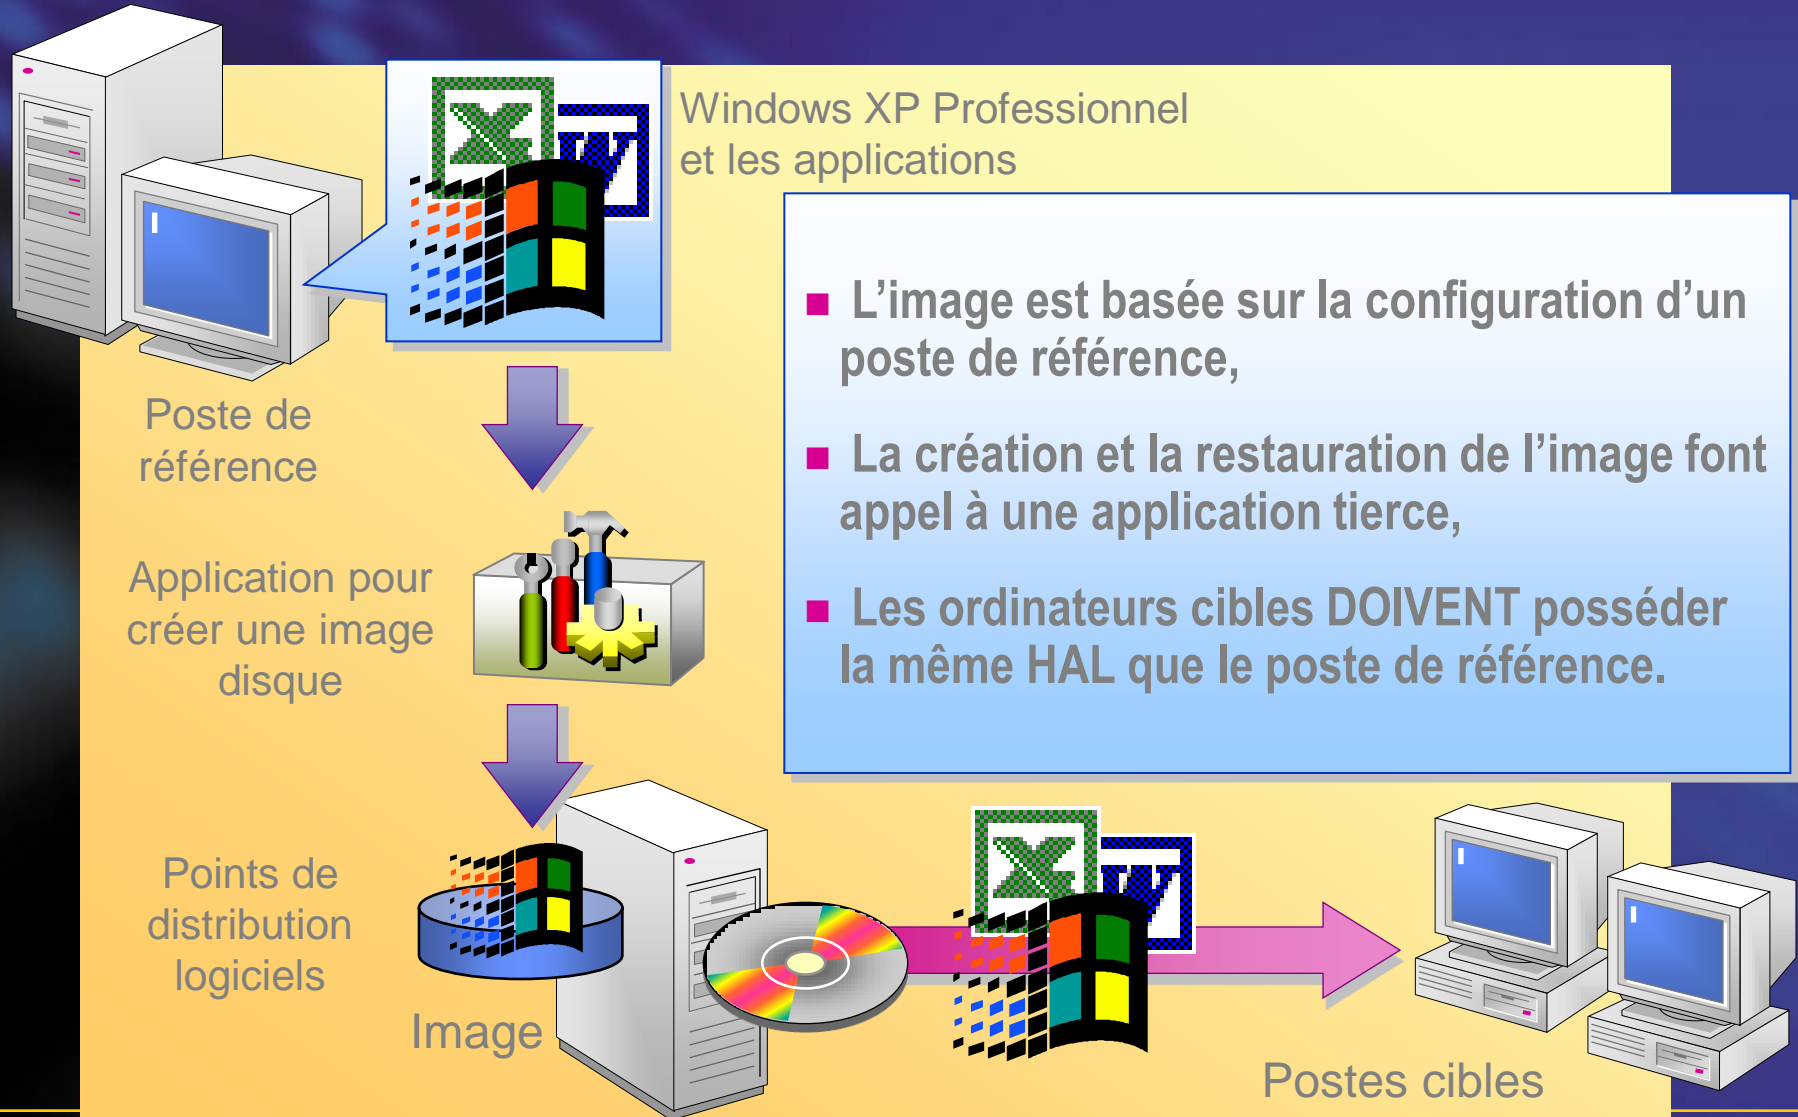 Windows XP Professionnel
et les applications
■ L’image est basée sur la configuration d’un
poste de référence,
■ La création et la restauration de l’image font
appel à une application tierce,
■ Les ordinateurs cibles DOIVENT posséder
la même HAL que le poste de référence.
Poste de
référence
Application pour
créer une image
disque
Points de
distribution
logiciels
Image
Postes cibles